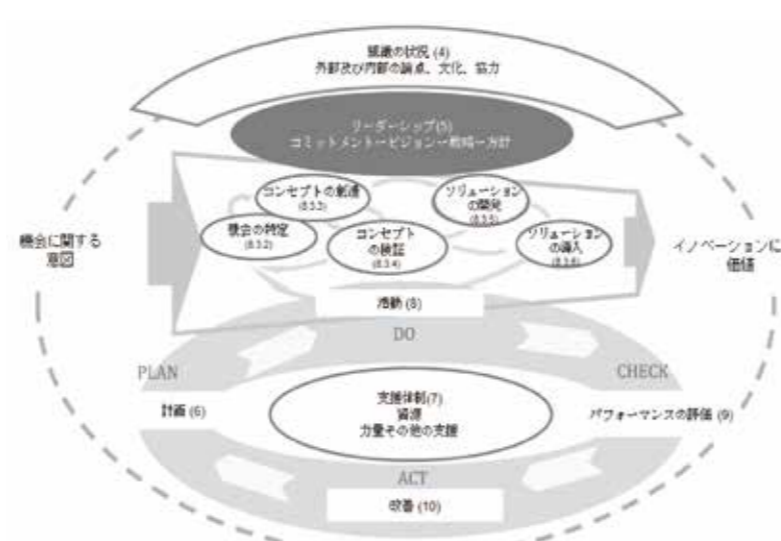 組織の状況 (4)
外部及び内部の論点、文化、協力
リーダーシップ(5)
コミットメントービジョンー戦略ー方針
コンセプトの創造
(8.3.3)
ソリューション
の開発
(8.3.5)
機会の特定
(8.3.2)
コンセプト
の検証
(8.3.4)
ソリューション
の導入
(8.3.6)
機会に関する
意図
イノベーションに
価値
活動 (8)
DO
PLAN
CHECK
計画 (6)
支援体制(7)
資源
力量その他の支援
パフォーマンスの評価 (9)
ACT
改善 (10)